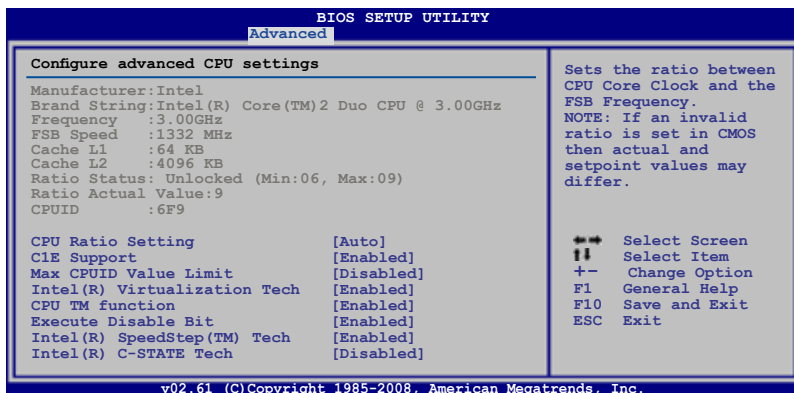 BIOS SETUP UTILITY
Advanced
Configure advanced CPU settings
Manufacturer:Intel
Brand String:Intel(R) Core(TM)2 Duo CPU @ 3.00GHz
Frequency :3.00GHz
FSB Speed :1332 MHz
Cache L1 :64 KB
Cache L2 :4096 KB
Ratio Status: Unlocked (Min:06, Max:09)
Ratio Actual Value:9
CPUID :6F9
CPU Ratio Setting [Auto]
C1E Support [Enabled]
Max CPUID Value Limit [Disabled]
Intel(R) Virtualization Tech [Enabled]
CPU TM function [Enabled]
Execute Disable Bit [Enabled]
Intel(R) SpeedStep(TM) Tech [Enabled]
Intel(R) C-STATE Tech [Disabled]
Sets the ratio between
CPU Core Clock and the
FSB Frequency.
NOTE: If an invalid
ratio is set in CMOS
then actual and
setpoint values may
differ.
←→ Select Screen
↑↓ Select Item
+- Change Option
F1 General Help
F10 Save and Exit
ESC Exit
v02.61 (C)Copyright 1985-2008, American Megatrends, Inc.